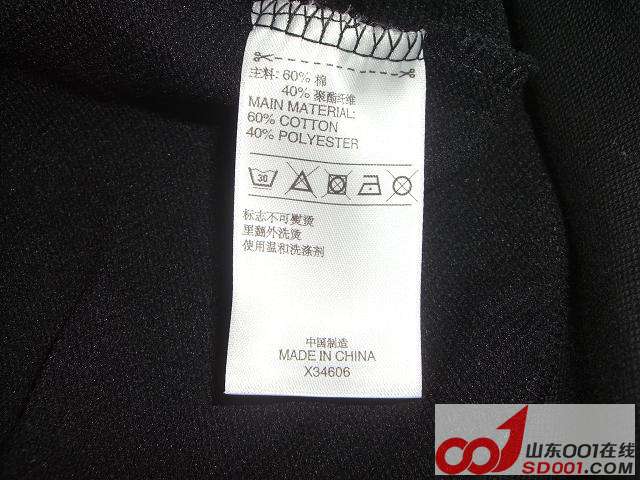 主料: 60% 棉
40% 聚酯纤维
MAIN MATERIAL:
60% COTTON
40% POLYESTER
30
标志不可熨烫
里翻外洗烫
使用温和洗涤剂
中国制造
MADE IN CHINA
X34606
001 山东001在线
SD001.com